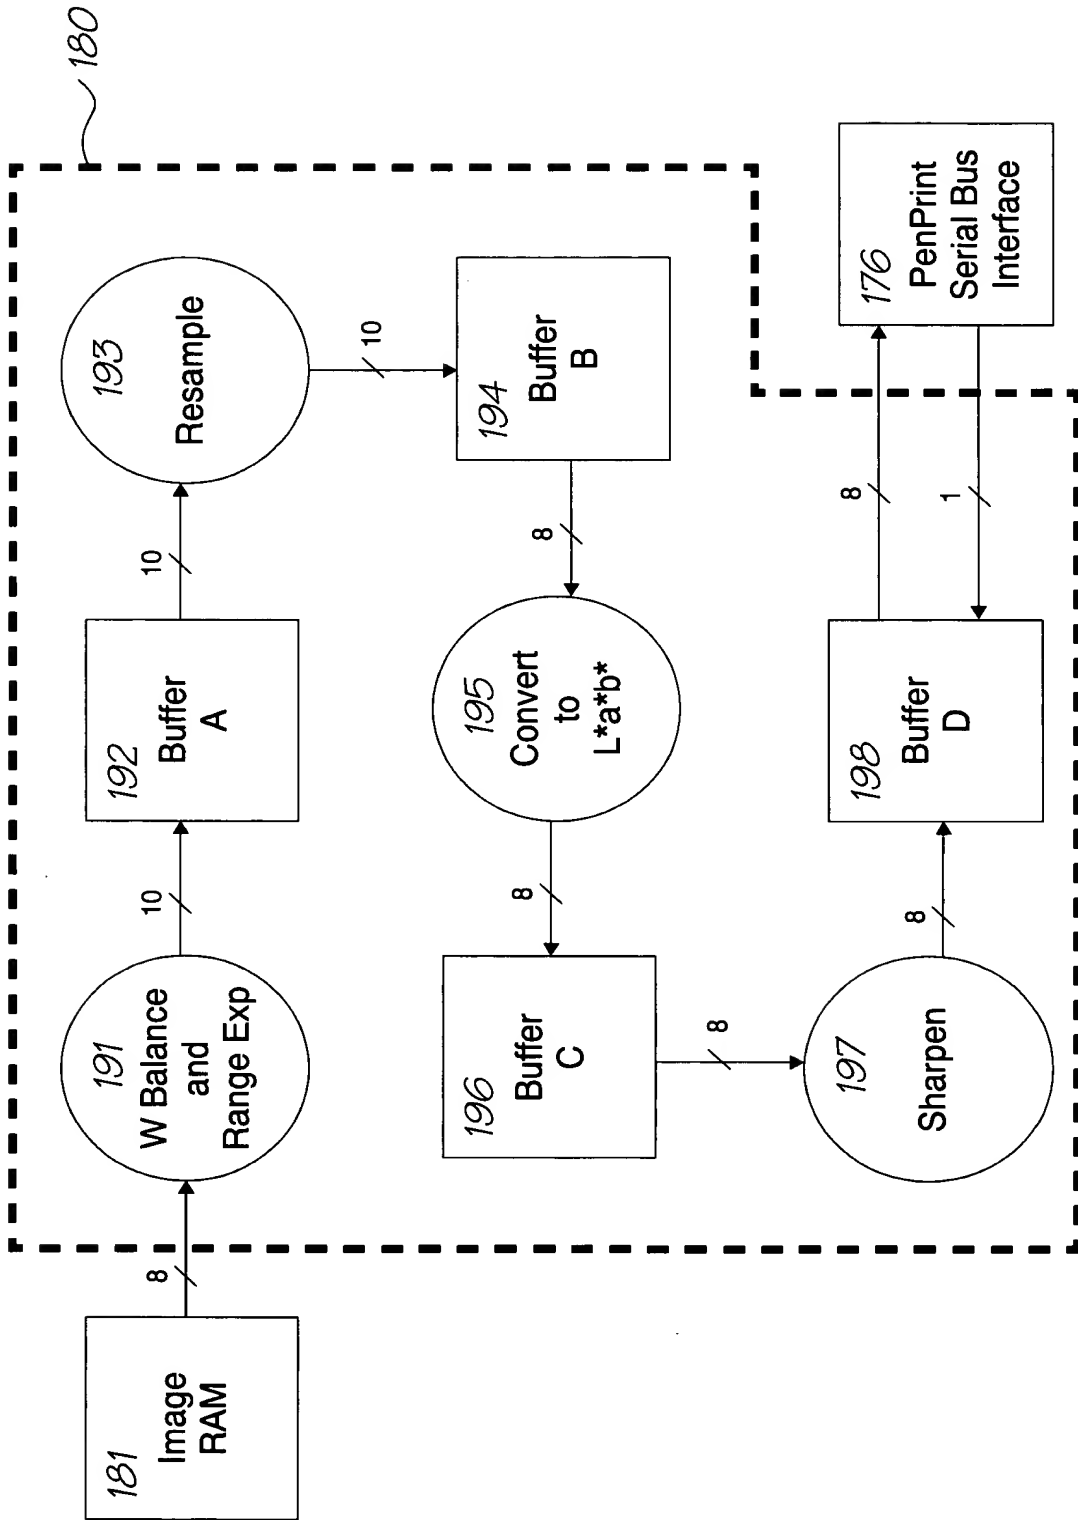 180
181
Image
RAM
8
191
W Balance
and
Range Exp
10
192
Buffer
A
10
193
Resample
10
194
Buffer
B
8
195
Convert
to
L*a*b*
8
196
Buffer
C
8
197
Sharpen
8
198
Buffer
D
8
1
176
PenPrint
Serial Bus
Interface